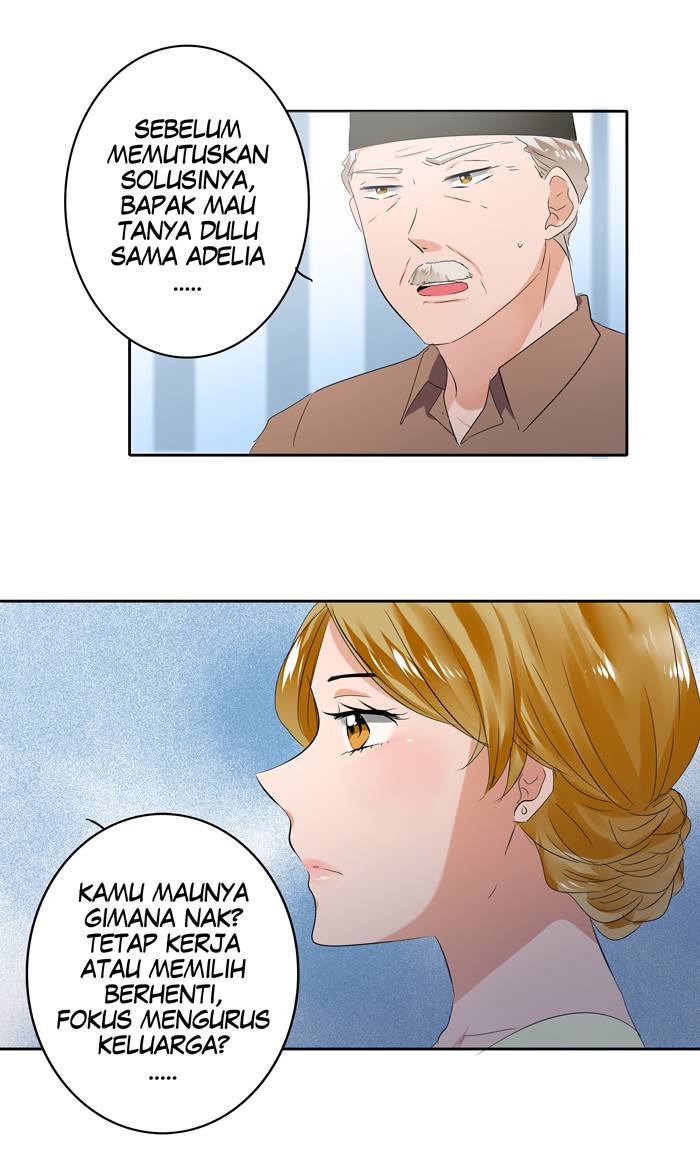 SEBELUM
MEMUTUSKAN
SOLUSINYA,
BAPAK MAU
TANYA DULU
SAMA ADELIA
.....
KAMU MAUNYA
GIMANA NAK?
TETAP KERJA
ATAU MEMILIH
BERHENTI,
FOKUS MENGURUS
KELUARGA?
.....